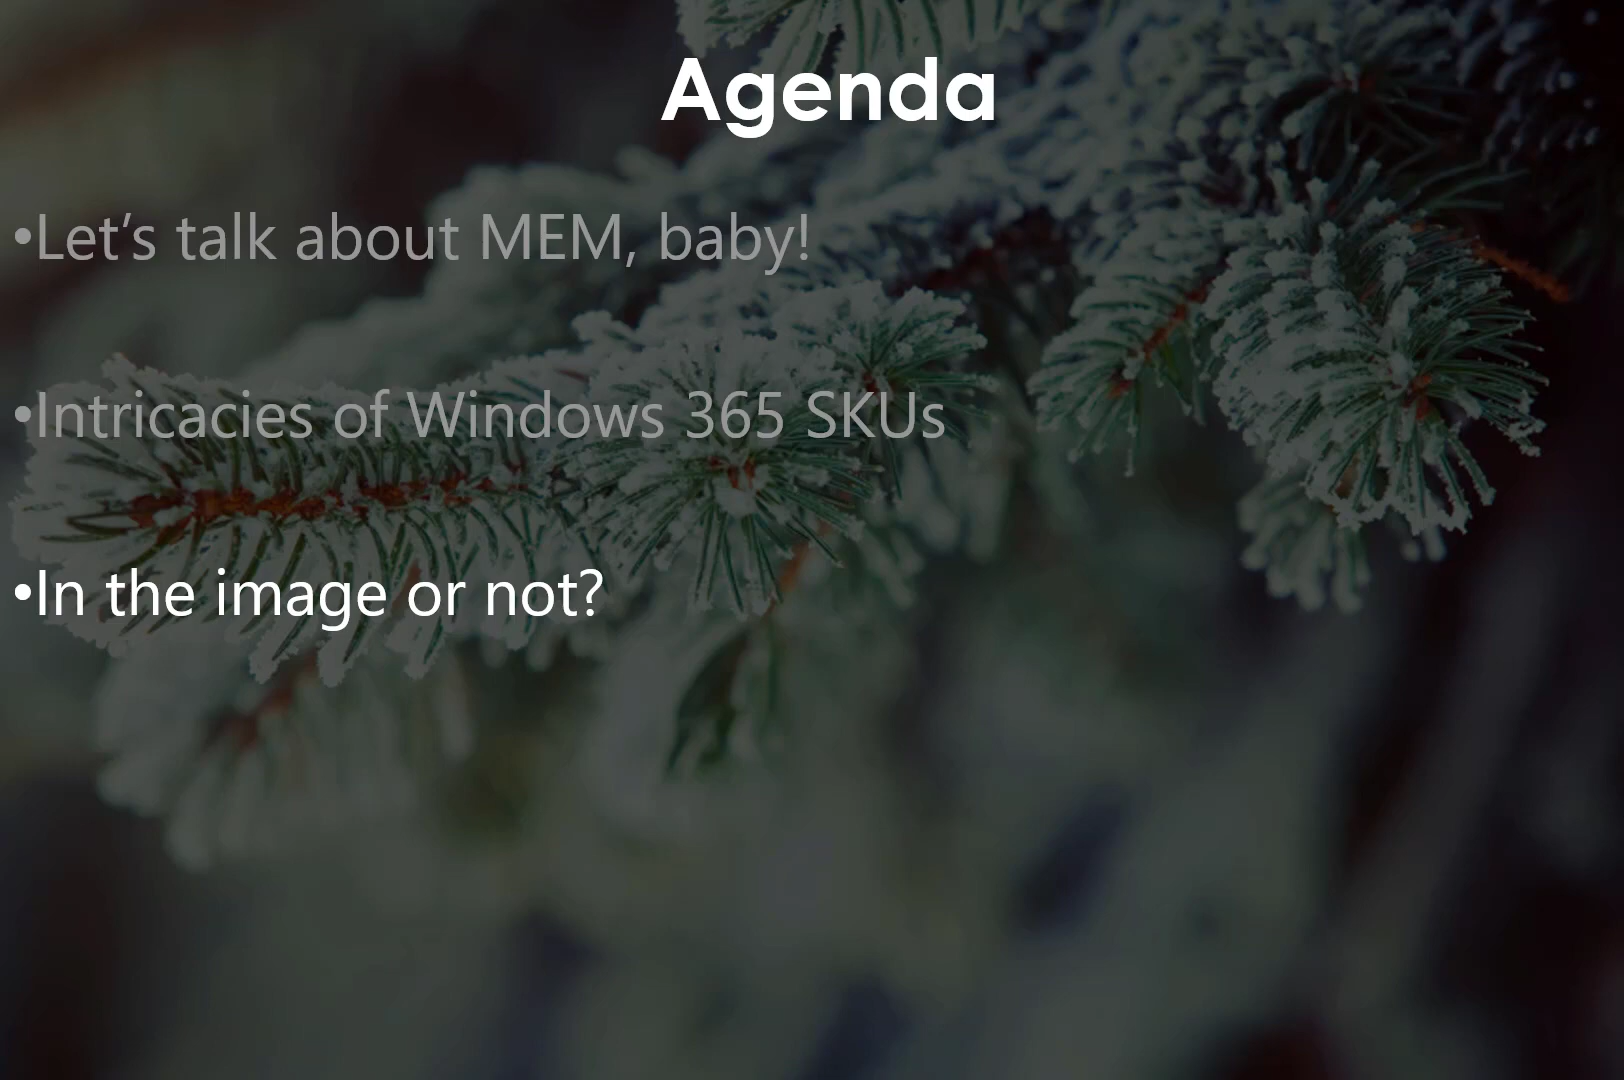 Agenda
•Let’s talk about MEM, baby!
•Intricacies of Windows 365 SKUs
•In the image or not?